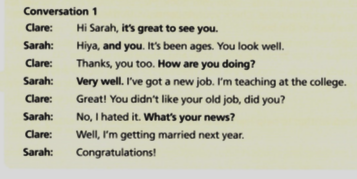 Conversation 1
Clare: Hi Sarah, it's great to see you.
Sarah: Hiya, and you. It's been ages. You look well.
Clare: Thanks, you too. How are you doing?
Sarah: Very well. I've got a new job. I'm teaching at the college.
Clare: Great! You didn't like your old job, did you?
Sarah: No, I hated it. What's your news?
Clare: Well, I'm getting married next year.
Sarah: Congratulations!